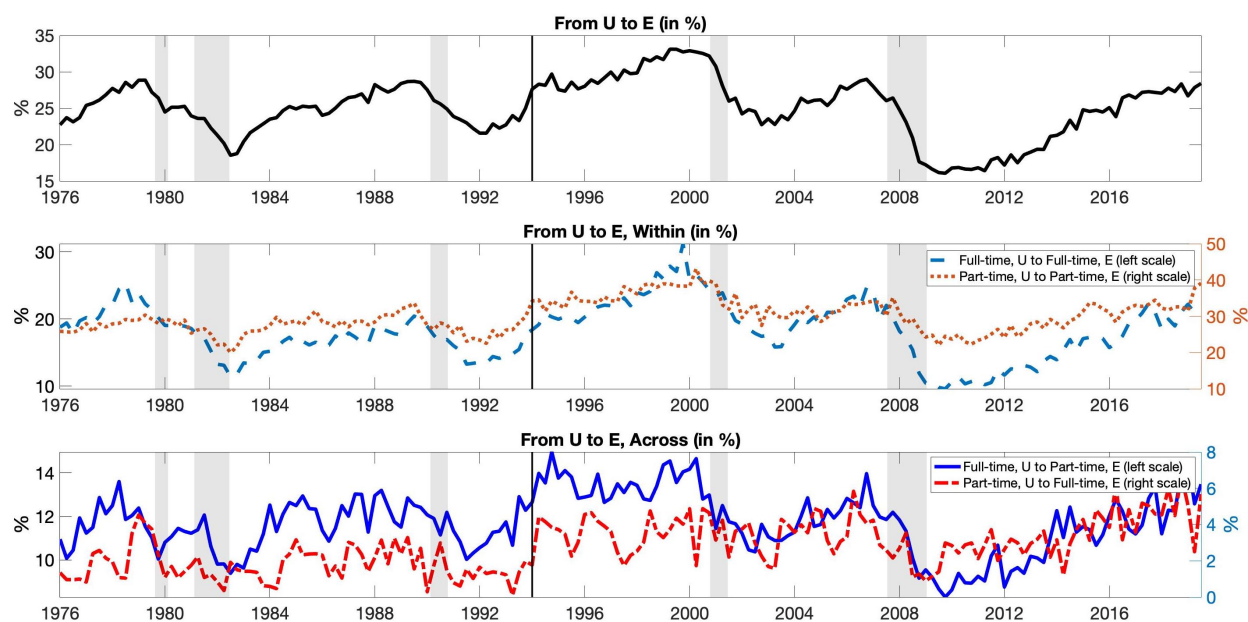 From U to E (in %)
35
30
25
20
15
%
1976 1980 1984 1988 1992 1996 2000 2004 2008 2012 2016
From U to E, Within (in %)
30
20
10
%
50
40
30
20
10
%
Full-time, U to Full-time, E (left scale)
Part-time, U to Part-time, E (right scale)
1976 1980 1984 1988 1992 1996 2000 2004 2008 2012 2016
From U to E, Across (in %)
14
12
10
%
8
6
4
2
0
%
Full-time, U to Part-time, E (left scale)
Part-time, U to Full-time, E (right scale)
1976 1980 1984 1988 1992 1996 2000 2004 2008 2012 2016